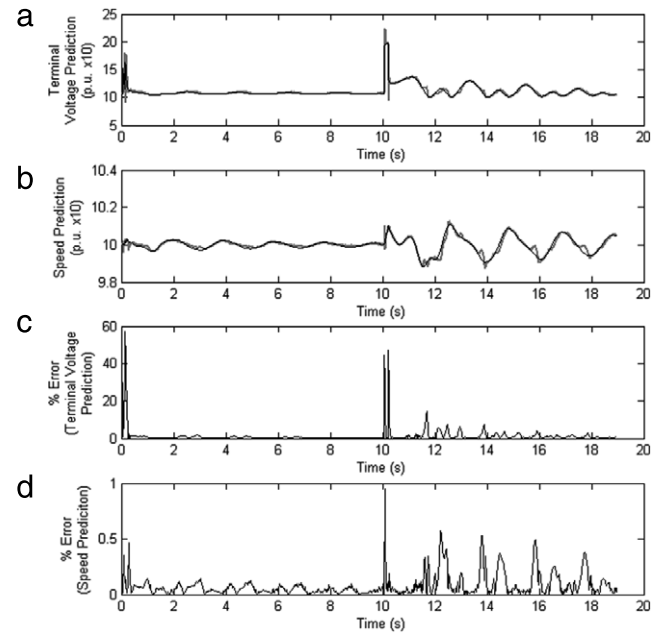 a
Terminal
Voltage Prediction
(p.u. x10)
25
20
15
10
5
0 2 4 6 8 10 12 14 16 18 20
Time (s)
b
Speed Prediction
(p.u. x10)
10.4
10.2
10
9.8
0 2 4 6 8 10 12 14 16 18 20
Time (s)
c
% Error
(Terminal Voltage
Prediction)
60
40
20
0
0 2 4 6 8 10 12 14 16 18 20
Time (s)
d
% Error
(Speed Prediciton)
1
0.5
0
0 2 4 6 8 10 12 14 16 18 20
Time (s)